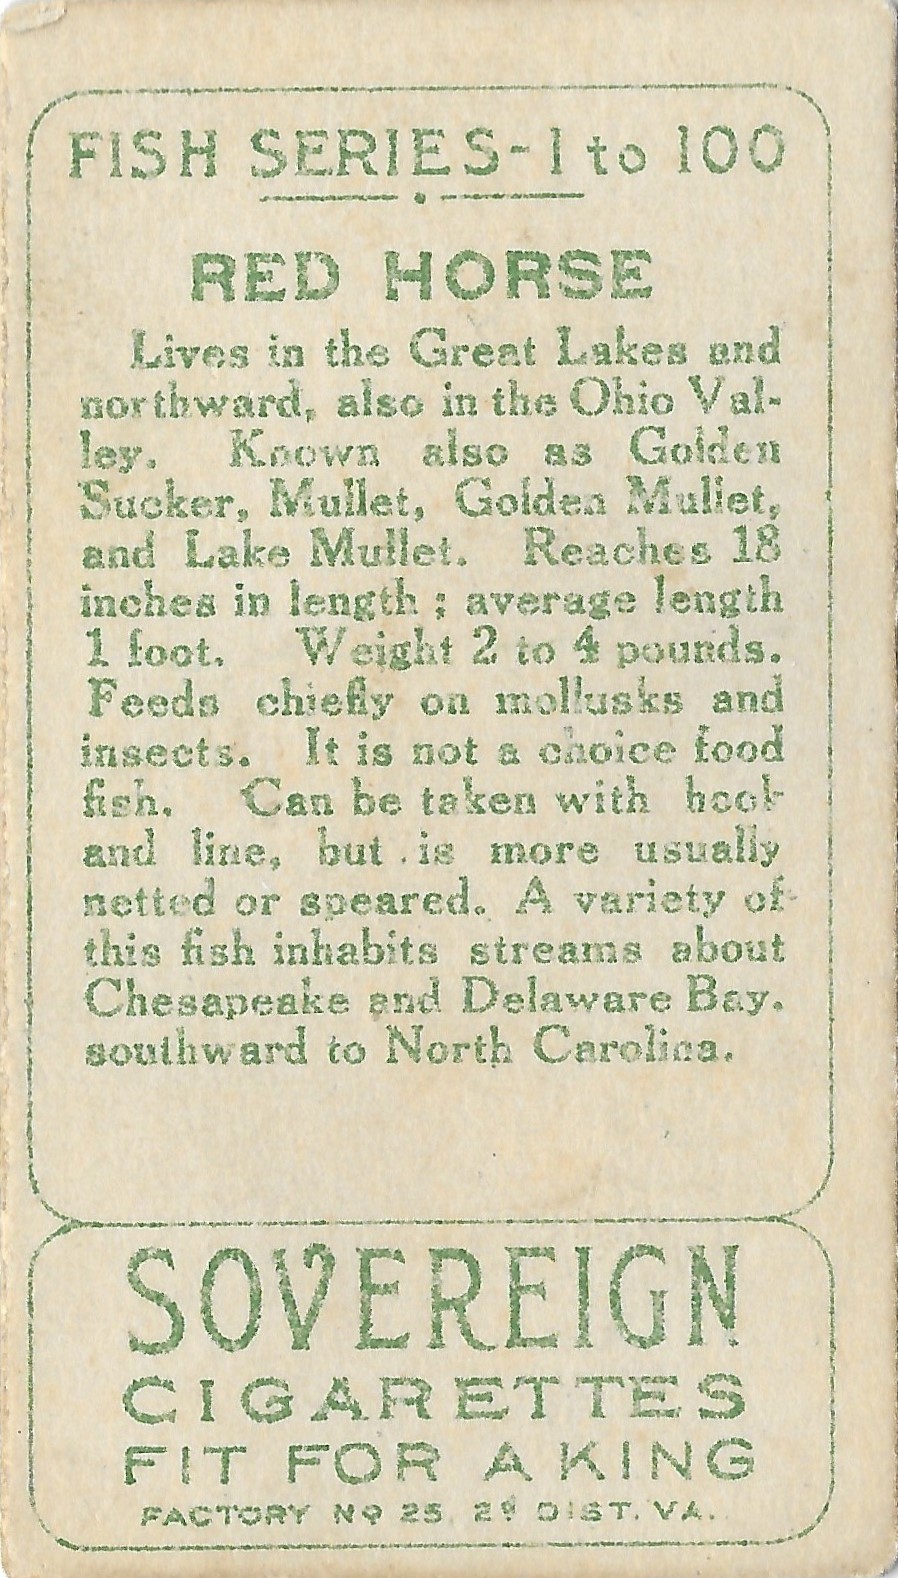 FISH SERIES-1 to 100
RED HORSE
Lives in the Great Lakes and
northward, also in the Ohio Val-
ley. Known also as Golden
Sucker, Mullet, Golden Mullet,
and Lake Mullet. Reaches 18
inches in length ; average length
1 foot. Weight 2 to 4 pounds.
Feeds chiefly on mollusks and
insects. It is not a choice food
fish. Can be taken with hook
and line, but is more usually
netted or speared. A variety of
this fish inhabits streams about
Chesapeake and Delaware Bay.
southward to North Carolina.
SOVEREIGN
CIGARETTES
FIT FOR A KING
FACTORY Nº 25 2º DIST. VA.